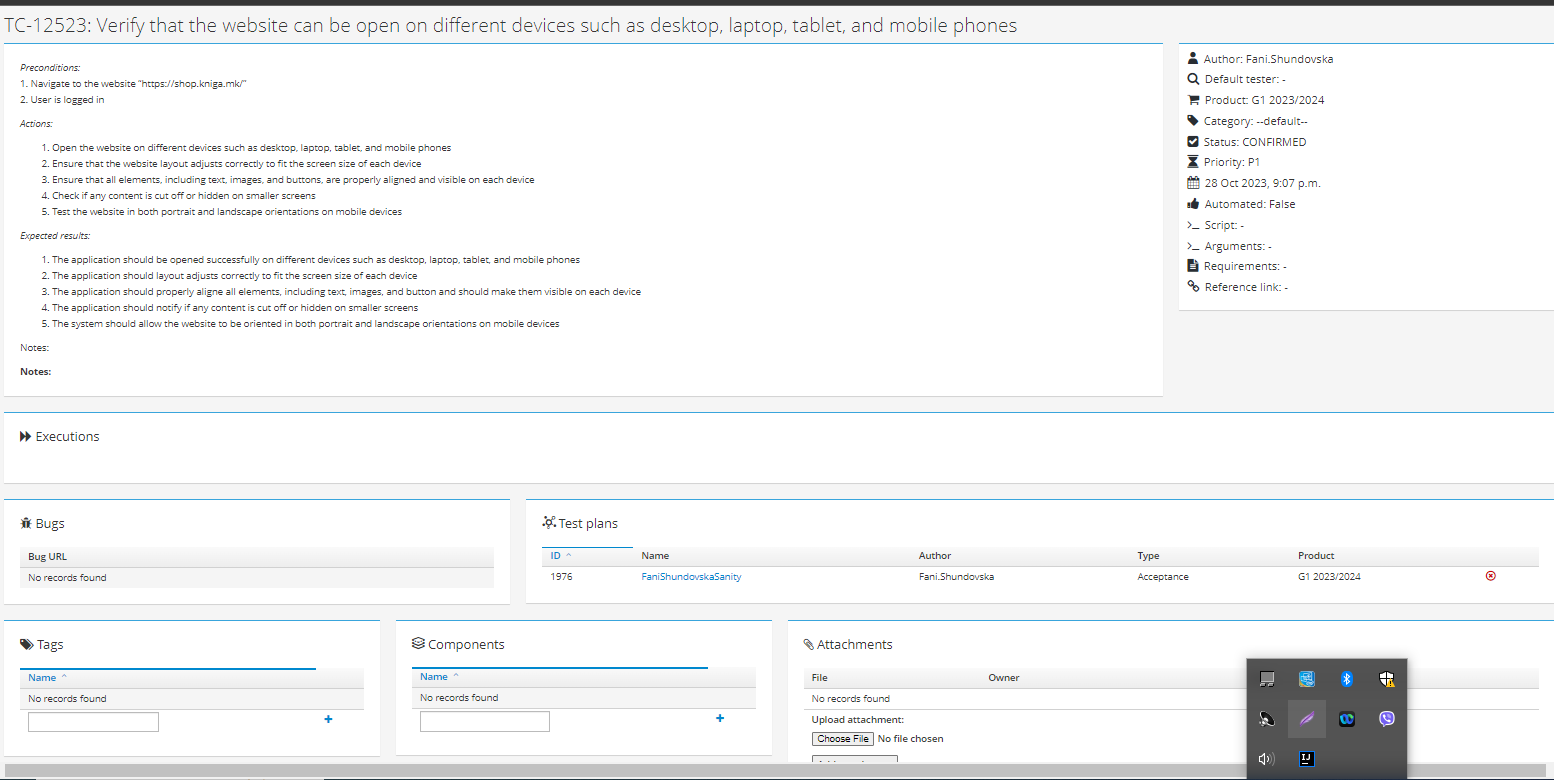 TC-12523: Verify that the website can be open on different devices such as desktop, laptop, tablet, and mobile phones
Preconditions:
1. Navigate to the website "https://shop.kniga.mk/"
2. User is logged in
Actions:
1. Open the website on different devices such as desktop, laptop, tablet, and mobile phones
2. Ensure that the website layout adjusts correctly to fit the screen size of each device
3. Ensure that all elements, including text, images, and buttons, are properly aligned and visible on each device
4. Check if any content is cut off or hidden on smaller screens
5. Test the website in both portrait and landscape orientations on mobile devices
Expected results:
1. The application should be opened successfully on different devices such as desktop, laptop, tablet, and mobile phones
2. The application should layout adjusts correctly to fit the screen size of each device
3. The application should properly aligne all elements, including text, images, and button and should make them visible on each device
4. The application should notify if any content is cut off or hidden on smaller screens
5. The system should allow the website to be oriented in both portrait and landscape orientations on mobile devices
Notes:
Notes:
Author: Fani.Shundovska
Default tester: -
Product: G1 2023/2024
Category: --default--
Status: CONFIRMED
Priority: P1
28 Oct 2023, 9:07 p.m.
Automated: False
Script: -
Arguments: -
Requirements: -
Reference link: -
Executions
Bugs
Bug URL
No records found
Test plans
ID Name Author Type Product
1976 FaniShundovskaSanity Fani.Shundovska Acceptance G1 2023/2024
Tags
Name
No records found
Components
Name
No records found
Attachments
File Owner
No records found
Upload attachment:
Choose File No file chosen
IJ